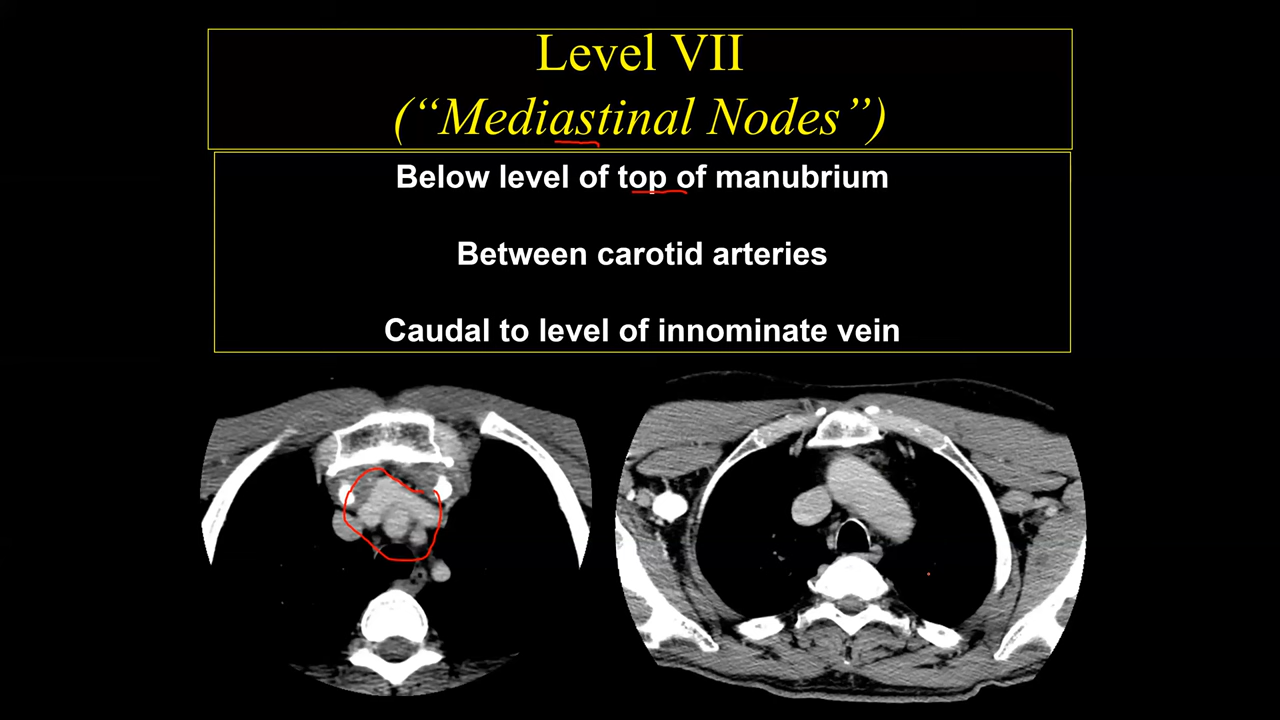 Level VII
(“Mediastinal Nodes”)
Below level of top of manubrium
Between carotid arteries
Caudal to level of innominate vein